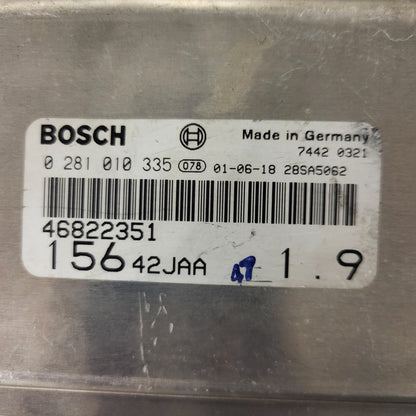 BOSCH Made in Germany
7442 0321
0 281 010 335 078 01-06-18 28SA5062
46822351
156 42JAA 1.9